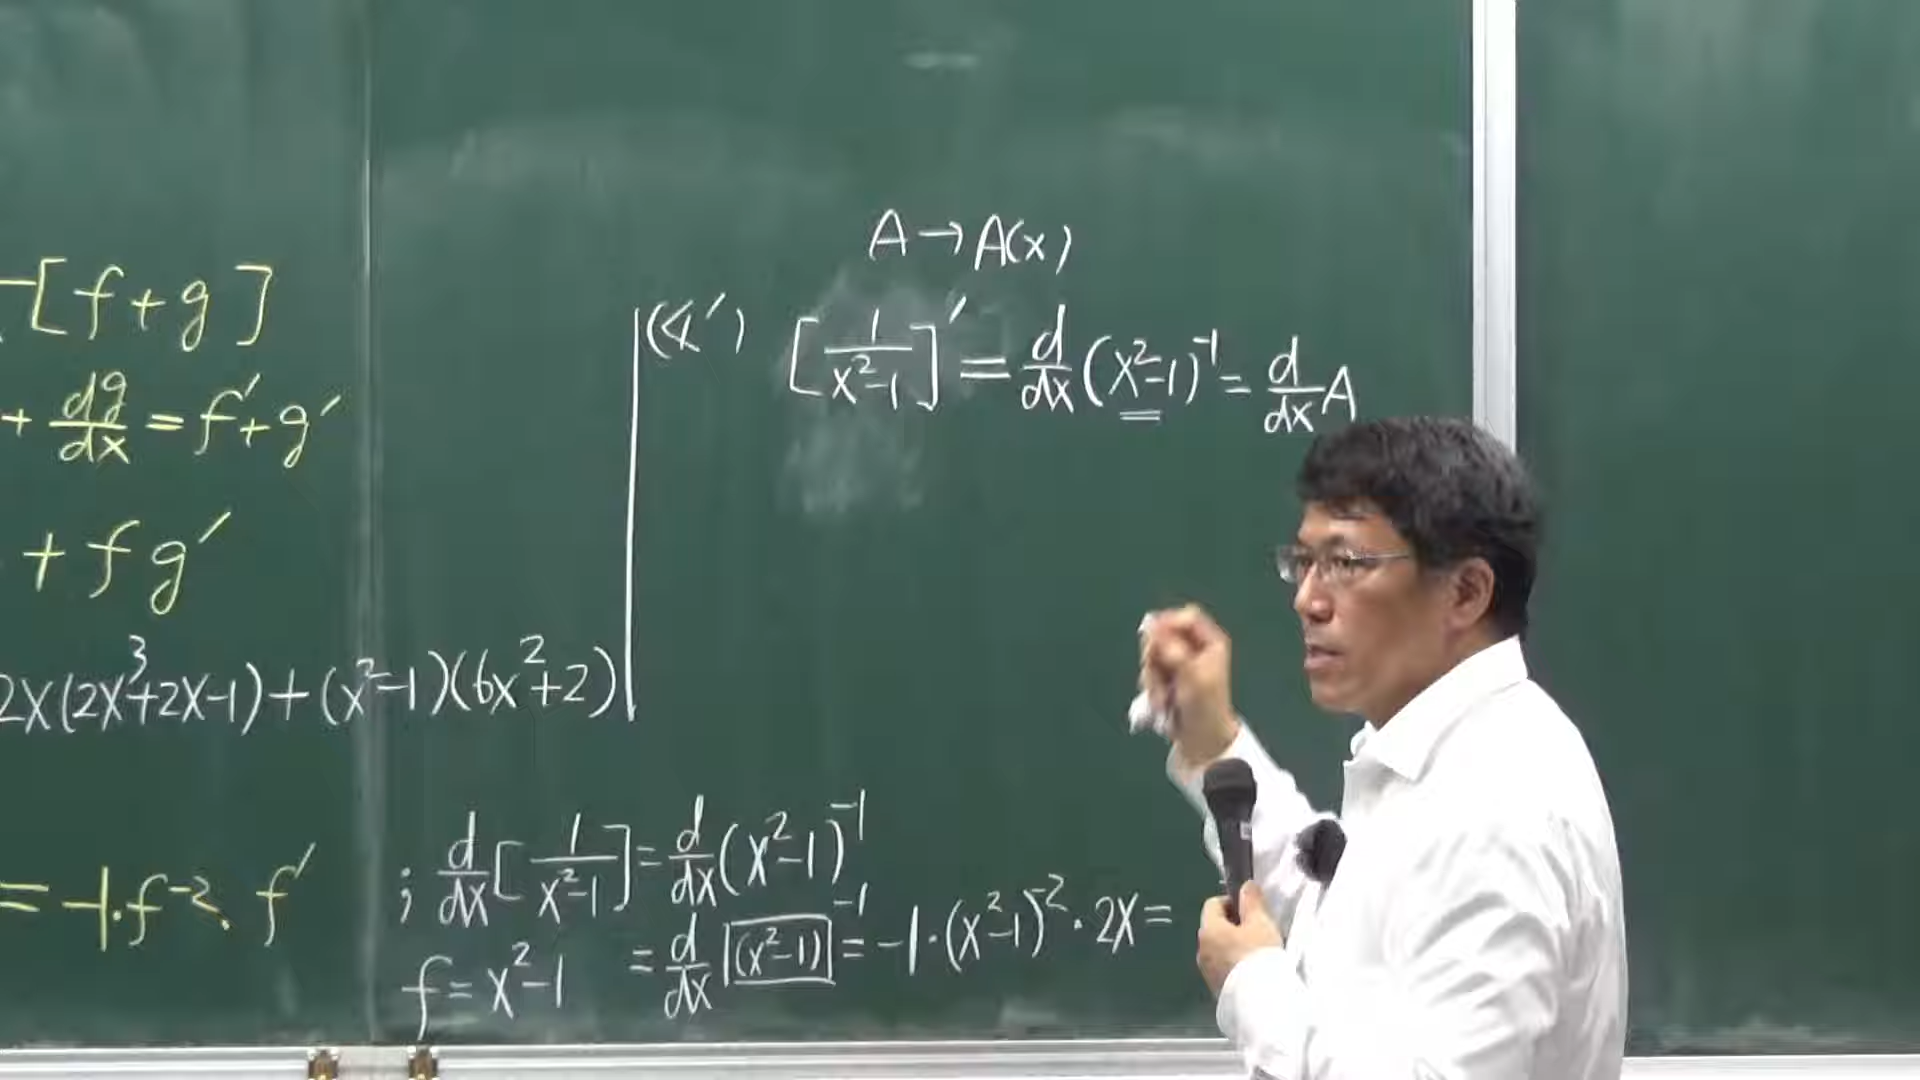 [f+g]
+ dg/dx = f'+g'
+ fg'
2x(2x³+2x-1)+(x²-1)(6x²+2)
= -1·f⁻²·f'
A → A(x)
(4') [1/(x²-1)]' = d/dx (x²-1)⁻¹ = d/dx A
; d/dx [1/(x²-1)] = d/dx (x²-1)⁻¹
f = x²-1 = d/dx (x²-1)⁻¹ = -1·(x²-1)⁻²·2x =